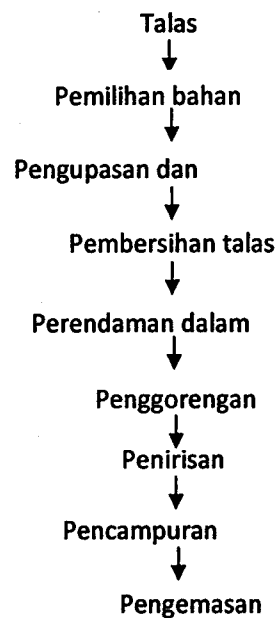 Talas
Pemilihan bahan
Pengupasan dan
Pembersihan talas
Perendaman dalam
Penggorengan
Penirisan
Pencampuran
Pengemasan